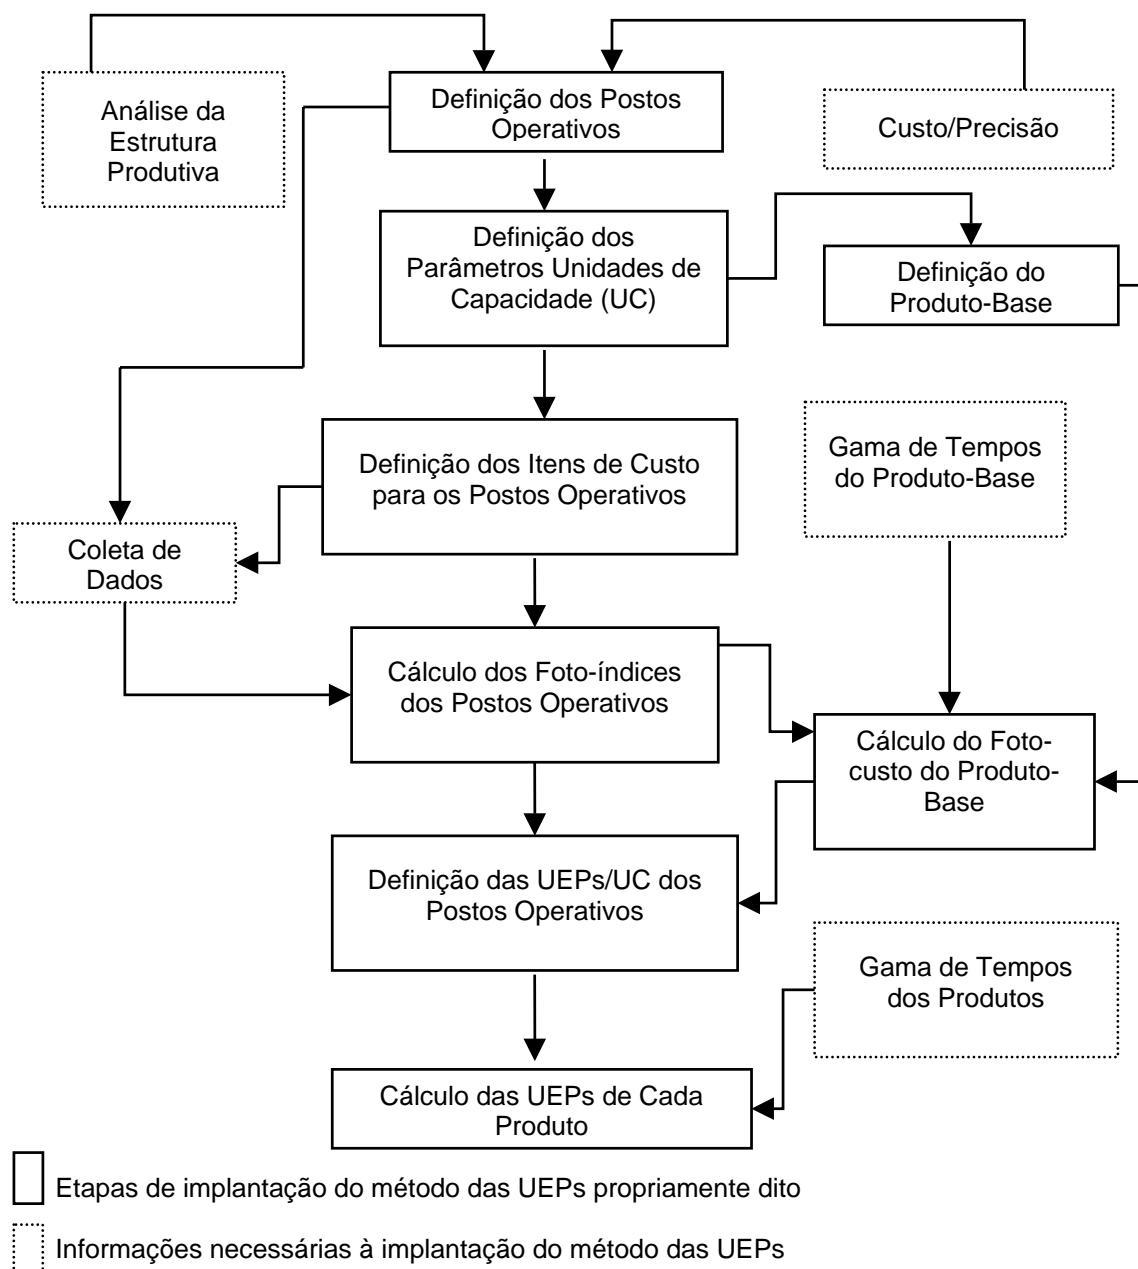 Análise da
Estrutura
Produtiva
Definição dos Postos
Operativos
Custo/Precisão
Definição dos
Parâmetros Unidades de
Capacidade (UC)
Definição do
Produto-Base
Definição dos Itens de Custo
para os Postos Operativos
Gama de Tempos
do Produto-Base
Coleta de
Dados
Cálculo dos Foto-índices
dos Postos Operativos
Cálculo do Foto-
custo do Produto-
Base
Definição das UEPs/UC dos
Postos Operativos
Gama de Tempos
dos Produtos
Cálculo das UEPs de Cada
Produto
Etapas de implantação do método das UEPs propriamente dito
Informações necessárias à implantação do método das UEPs